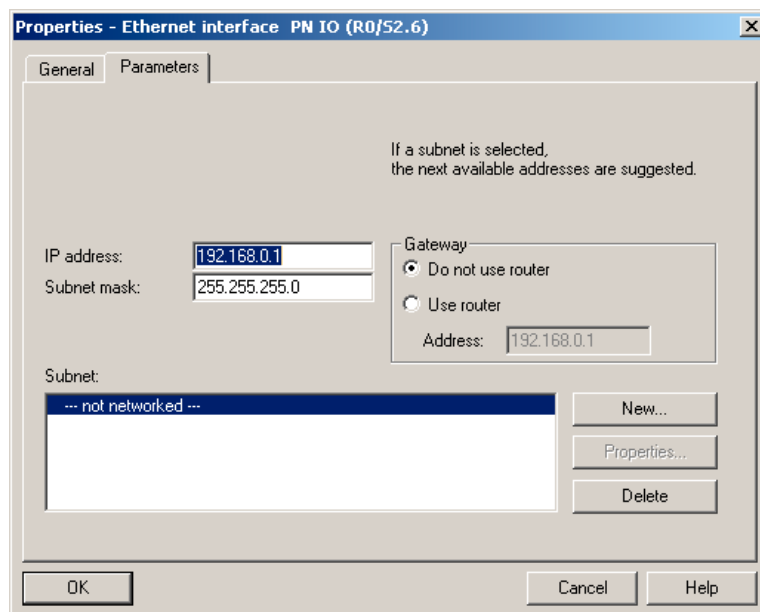 Properties - Ethernet interface PN IO (R0/S2.6)
General
Parameters
If a subnet is selected,
the next available addresses are suggested.
IP address:
192.168.0.1
Subnet mask:
255.255.255.0
Gateway
Do not use router
Use router
Address:
192.168.0.1
Subnet:
--- not networked ---
New...
Properties...
Delete
OK
Cancel
Help